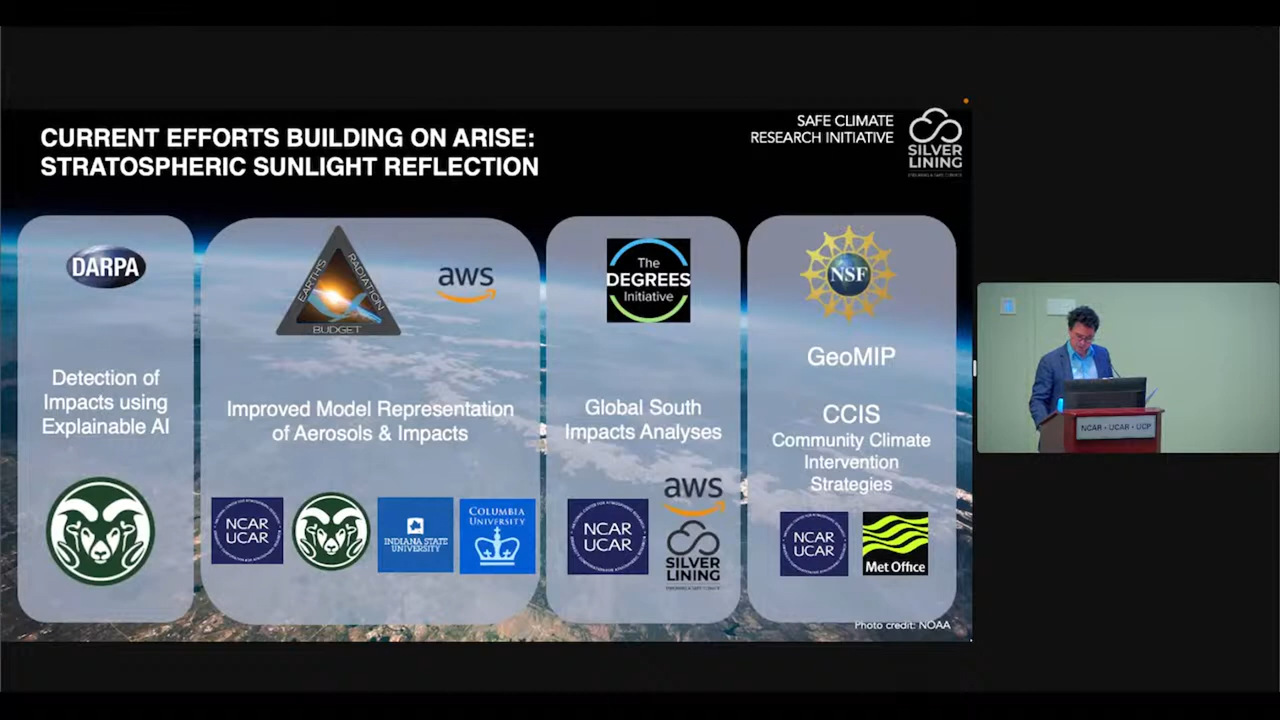 CURRENT EFFORTS BUILDING ON ARISE:
STRATOSPHERIC SUNLIGHT REFLECTION
SAFE CLIMATE
RESEARCH INITIATIVE
SILVER
LINING
DARPA
Detection of
Impacts using
Explainable AI
EARTH'S
RADIATION
BUDGET
aws
Improved Model Representation
of Aerosols & Impacts
NCAR
UCAR
INDIANA STATE
UNIVERSITY
COLUMBIA
UNIVERSITY
The
DEGREES
Initiative
Global South
Impacts Analyses
NCAR
UCAR
aws
SILVER
LINING
NSF
GeoMIP
CCIS
Community Climate
Intervention
Strategies
NCAR
UCAR
Met Office
Photo credit: NOAA
NCAR • UCAR • UCP